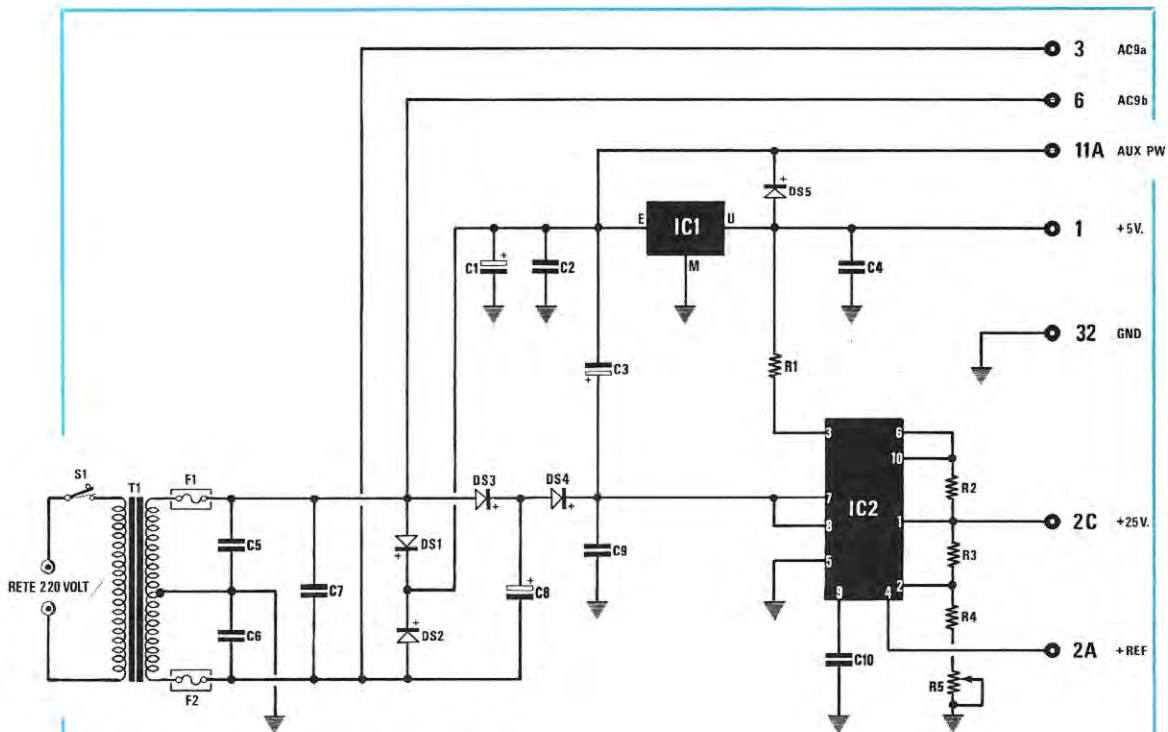 3 AC9a
6 AC9b
11A AUX PW
DS5
E IC1 U
M
1 +5V.
C1
C2
C4
32 GND
C3
R1
3 6
10
S1
T1
F1
DS3
DS4
7
8
IC2
R2
1
2C +25V.
C5
DS1
C9
5
R3
RETE 220 VOLT
C7
C8
9 4 2
C6
DS2
R4
C10
2A +REF
R5
F2